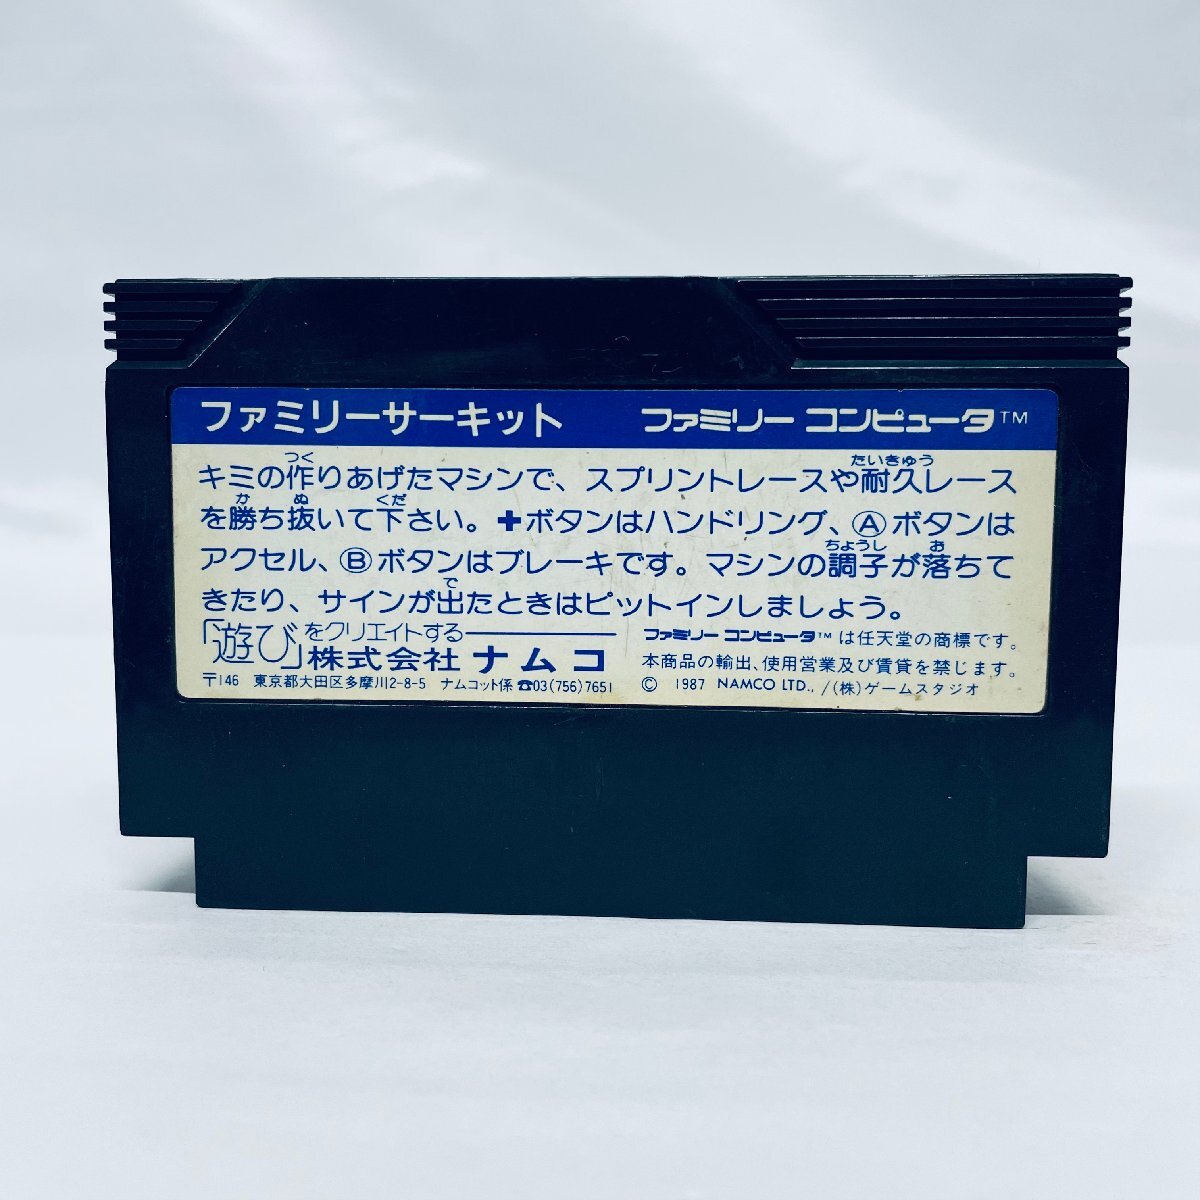 ファミリーサーキット ファミリー コンピュータ™
つく たいきゅう
キミの作りあげたマシンで、スプリントレースや耐久レース
か ぬ くだ
を勝ち抜いて下さい。✚ボタンはハンドリング、Ⓐボタンは
ちょうし お
アクセル、Ⓑボタンはブレーキです。マシンの調子が落ちて
で
きたり、サインが出たときはピットインしましょう。
「遊び」をクリエイトする
株式会社 ナムコ
〒146 東京都大田区多摩川2-8-5 ナムコット係 ☎03(756)7651
ファミリー コンピュータ™は任天堂の商標です。
本商品の輸出、使用営業及び賃貸を禁じます。
© 1987 NAMCO LTD., /(株)ゲームスタジオ